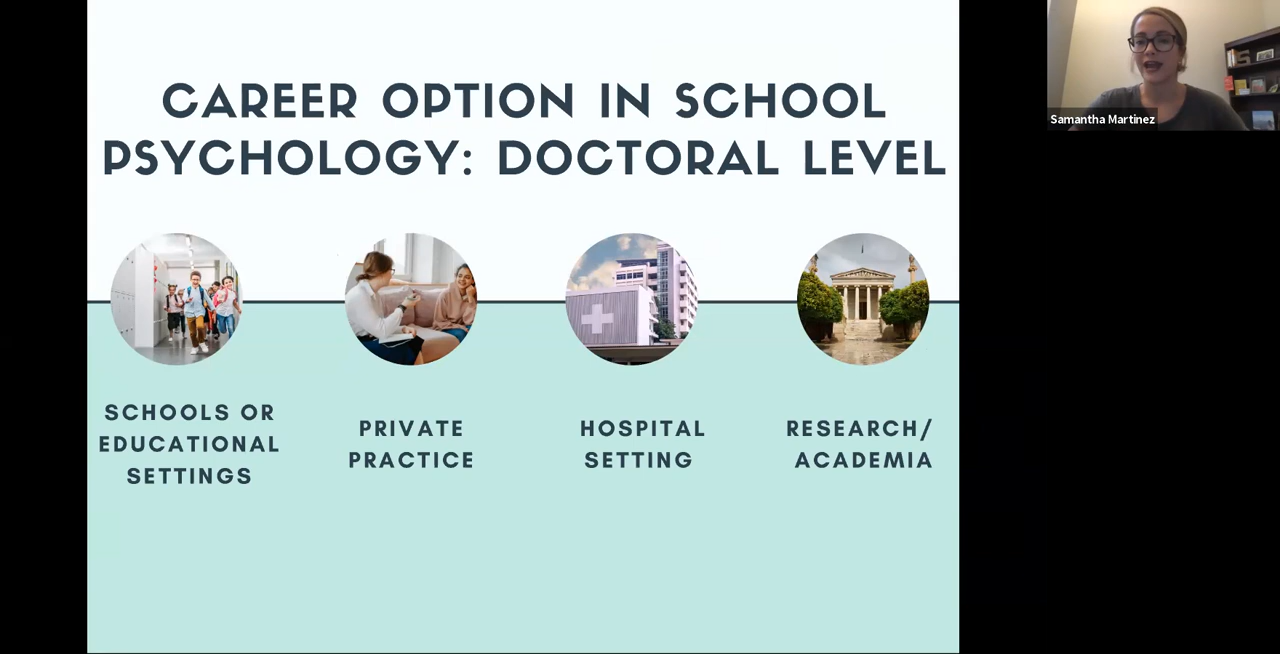 CAREER OPTION IN SCHOOL
PSYCHOLOGY: DOCTORAL LEVEL
SCHOOLS OR
EDUCATIONAL
SETTINGS
PRIVATE
PRACTICE
HOSPITAL
SETTING
RESEARCH/
ACADEMIA
Samantha Martinez